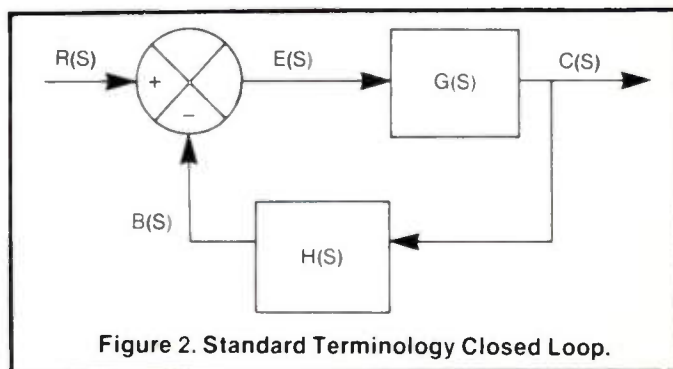 R(S)
E(S)
C(S)
+
G(S)
−
B(S)
H(S)
Figure 2. Standard Terminology Closed Loop.